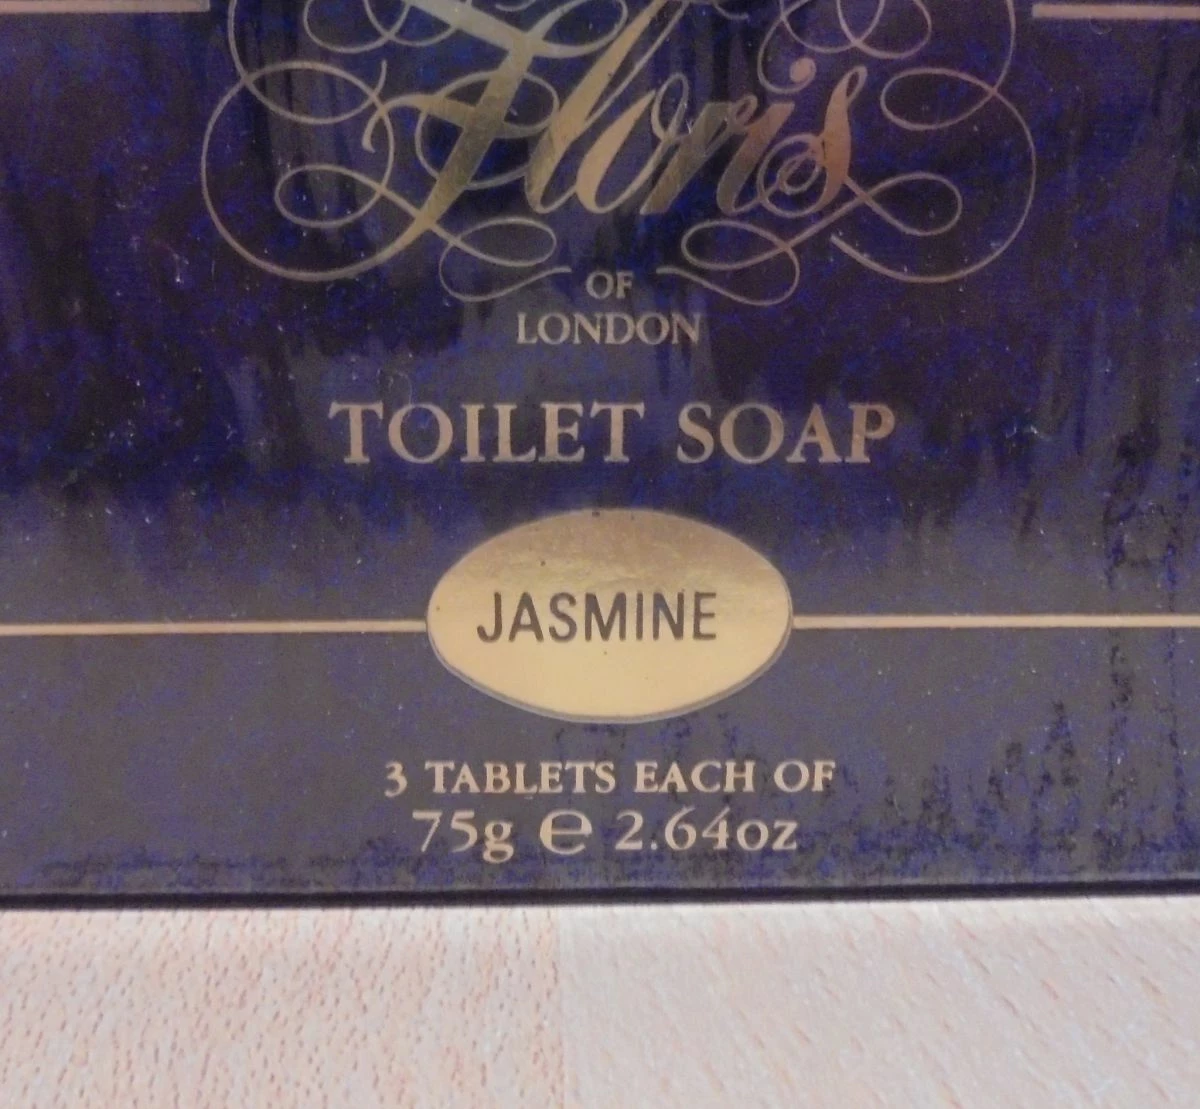 Floris
OF
LONDON
TOILET SOAP
JASMINE
3 TABLETS EACH OF
75g ℮ 2.64oz